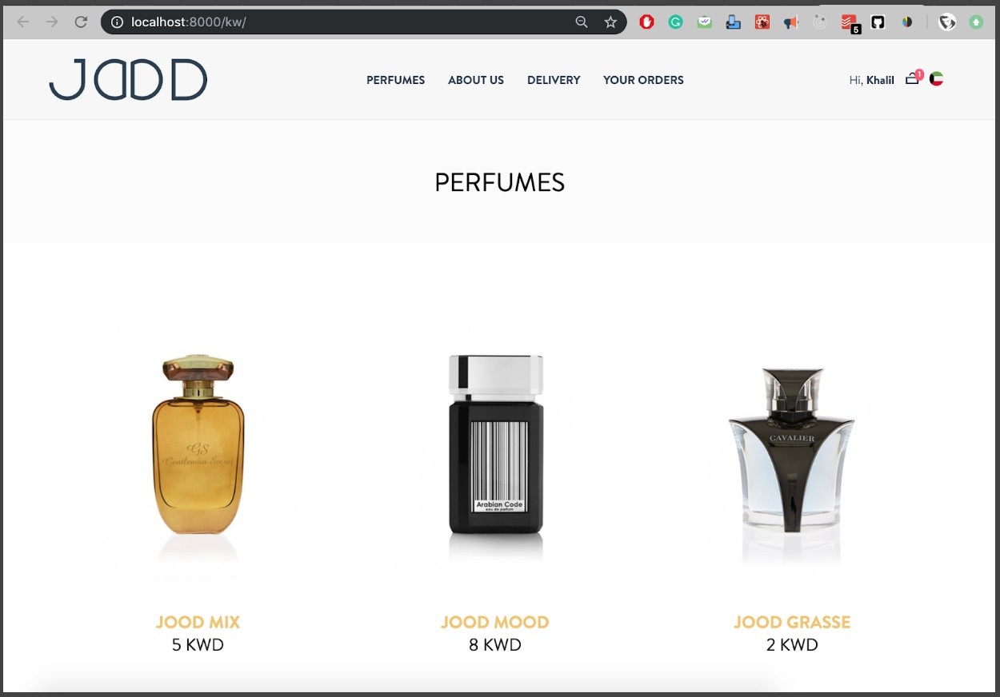 localhost:8000/kw/
5
JOOD
PERFUMES ABOUT US DELIVERY YOUR ORDERS
Hi, Khalil
1
PERFUMES
GS
Gentleman Secret
Arabian Code
eau de parfum
CAVALIER
JOOD MIX
5 KWD
JOOD MOOD
8 KWD
JOOD GRASSE
2 KWD